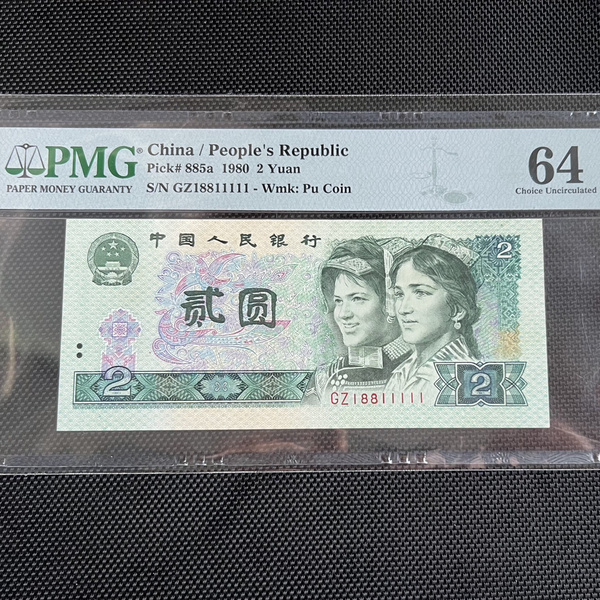 PMG®
PAPER MONEY GUARANTY
China / People's Republic
Pick# 885a 1980 2 Yuan
S/N GZ18811111 - Wmk: Pu Coin
64
Choice Uncirculated
中国人民银行
2
贰圆
2
GZ18811111
2